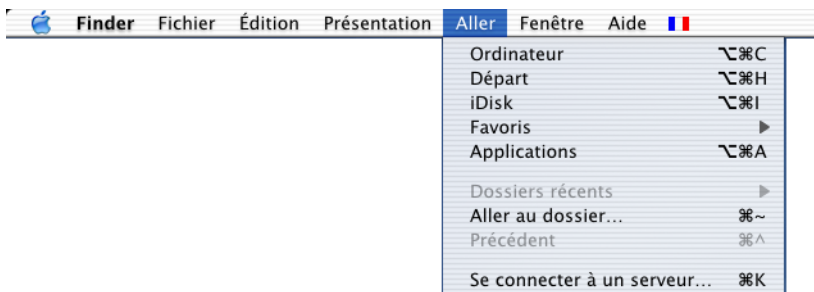 Finder Fichier Édition Présentation Aller Fenêtre Aide
Ordinateur ⌥⌘C
Départ ⌥⌘H
iDisk ⌥⌘I
Favoris
Applications ⌥⌘A
Dossiers récents
Aller au dossier... ⌘~
Précédent ⌘^
Se connecter à un serveur... ⌘K